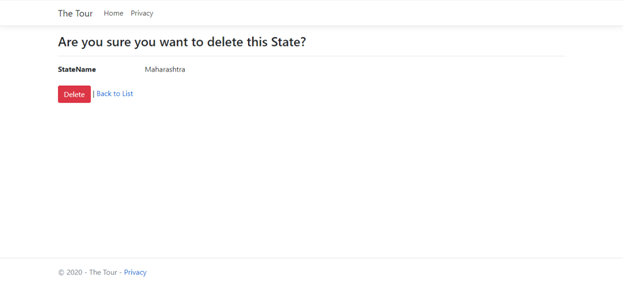 The Tour Home Privacy
Are you sure you want to delete this State?
StateName Maharashtra
Delete | Back to List
© 2020 - The Tour - Privacy